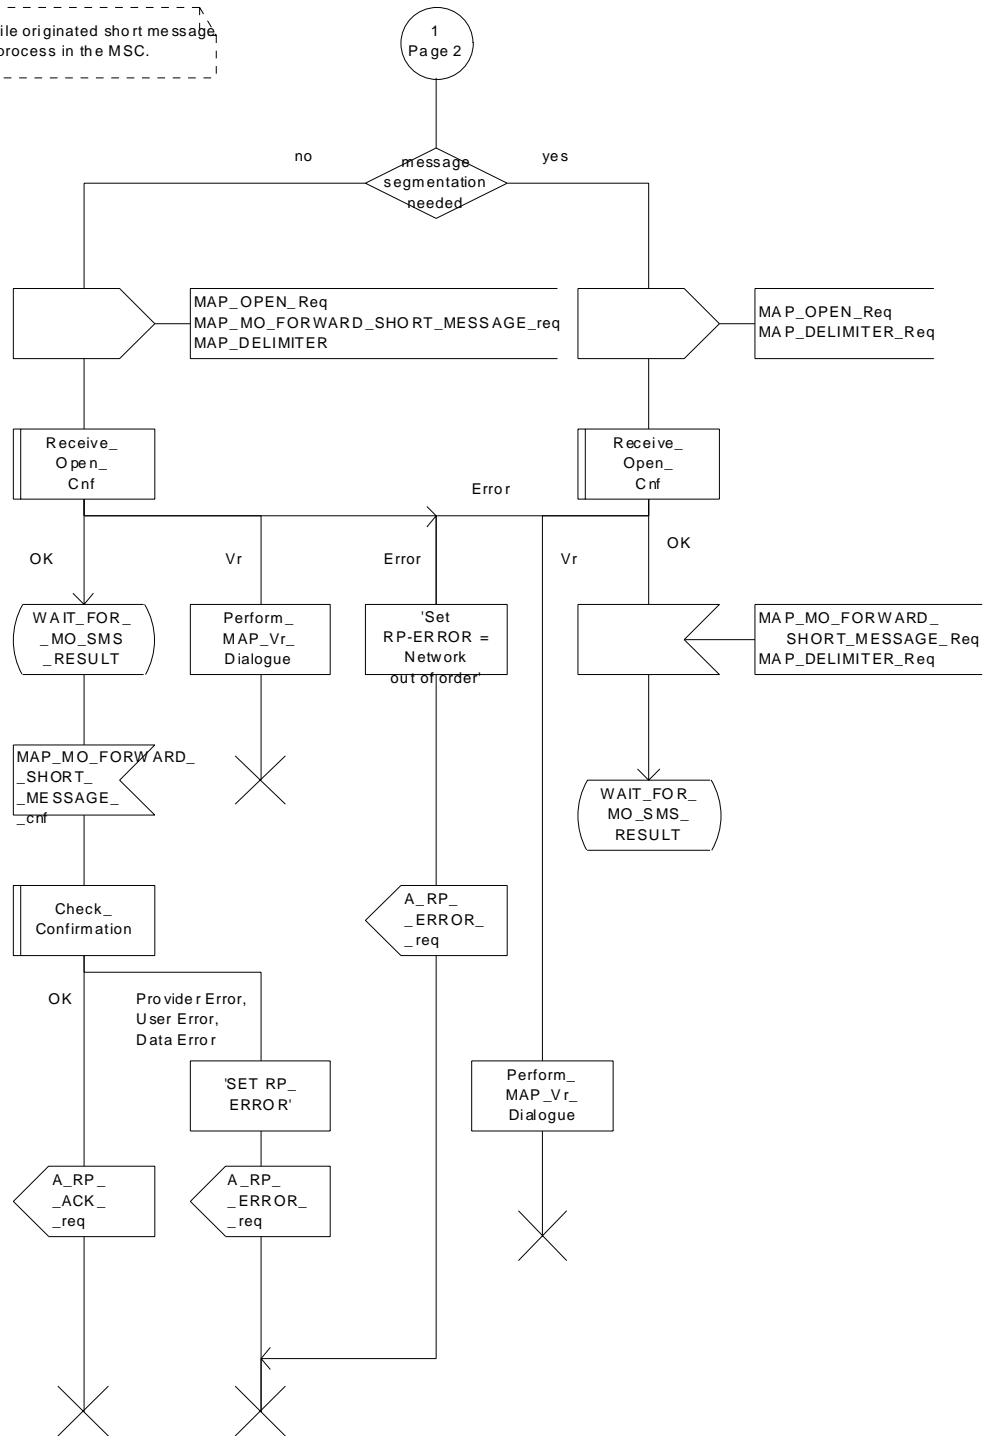 ile originated short message
process in the MSC.
1
Page 2
no
message
segmentation
needed
yes
MAP_OPEN_Req
MAP_MO_FORWARD_SHORT_MESSAGE_req
MAP_DELIMITER
MAP_OPEN_Req
MAP_DELIMITER_Req
Receive_
Open_
Cnf
Receive_
Open_
Cnf
Error
OK
Vr
Error
Vr
OK
WAIT_FOR_
_MO_SMS
_RESULT
Perform_
MAP_Vr_
Dialogue
'Set
RP-ERROR =
Network
out of order'
MAP_MO_FORWARD_
SHORT_MESSAGE_Req
MAP_DELIMITER_Req
MAP_MO_FORWARD_
_SHORT_
_MESSAGE_
_cnf
WAIT_FOR_
MO_SMS_
RESULT
Check_
Confirmation
A_RP_
_ERROR_
_req
OK
Provider Error,
User Error,
Data Error
'SET RP_
ERROR'
Perform_
MAP_Vr_
Dialogue
A_RP_
_ACK_
_req
A_RP_
_ERROR_
_req